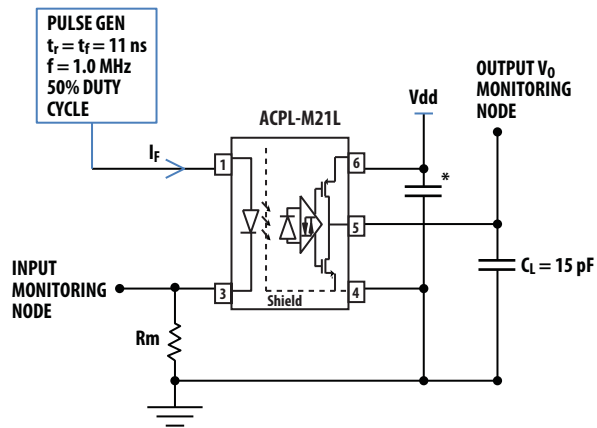 PULSE GEN
tr = tf = 11 ns
f = 1.0 MHz
50% DUTY
CYCLE
OUTPUT VO
MONITORING
NODE
Vdd
ACPL-M21L
IF
1
6
*
5
CL = 15 pF
INPUT
MONITORING
NODE
3
Shield
4
Rm